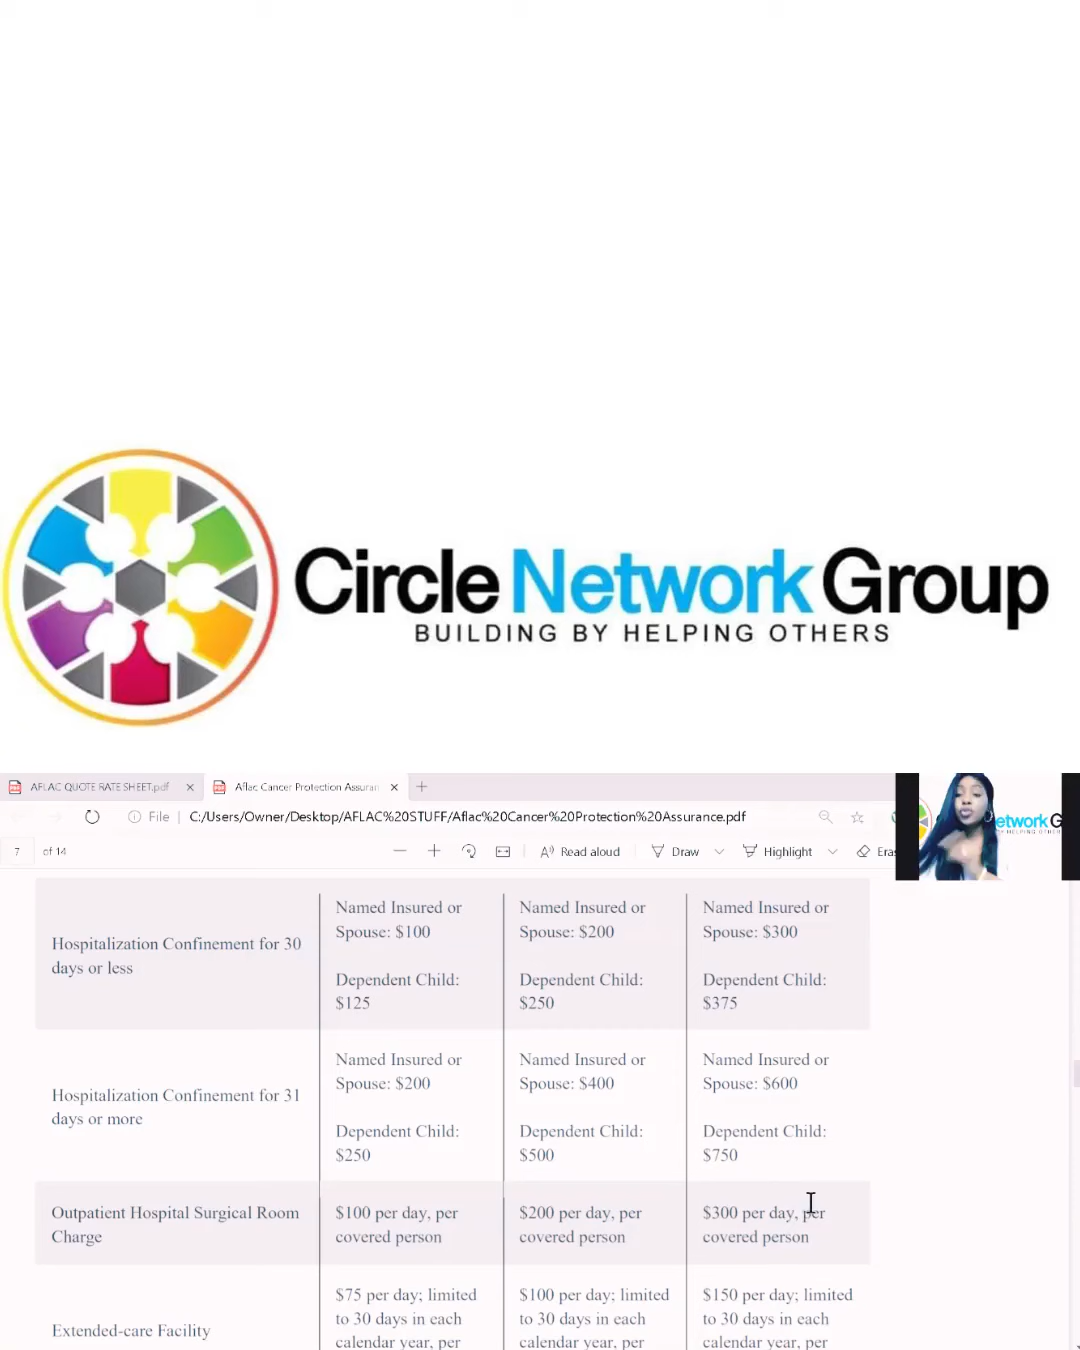 Circle Network Group
BUILDING BY HELPING OTHERS
AFLAC QUOTE RATE SHEET.pdf
Aflac Cancer Protection Assuran
File
C:/Users/Owner/Desktop/AFLAC%20STUFF/Aflac%20Cancer%20Protection%20Assurance.pdf
7 of 14
Read aloud
Draw
Highlight
Eras
etwork G
Hospitalization Confinement for 30
days or less
Named Insured or
Spouse: $100
Dependent Child:
$125
Named Insured or
Spouse: $200
Dependent Child:
$250
Named Insured or
Spouse: $300
Dependent Child:
$375
Hospitalization Confinement for 31
days or more
Named Insured or
Spouse: $200
Dependent Child:
$250
Named Insured or
Spouse: $400
Dependent Child:
$500
Named Insured or
Spouse: $600
Dependent Child:
$750
Outpatient Hospital Surgical Room
Charge
$100 per day, per
covered person
$200 per day, per
covered person
$300 per day, per
covered person
Extended-care Facility
$75 per day; limited
to 30 days in each
calendar year, per
$100 per day; limited
to 30 days in each
calendar year, per
$150 per day; limited
to 30 days in each
calendar year, per